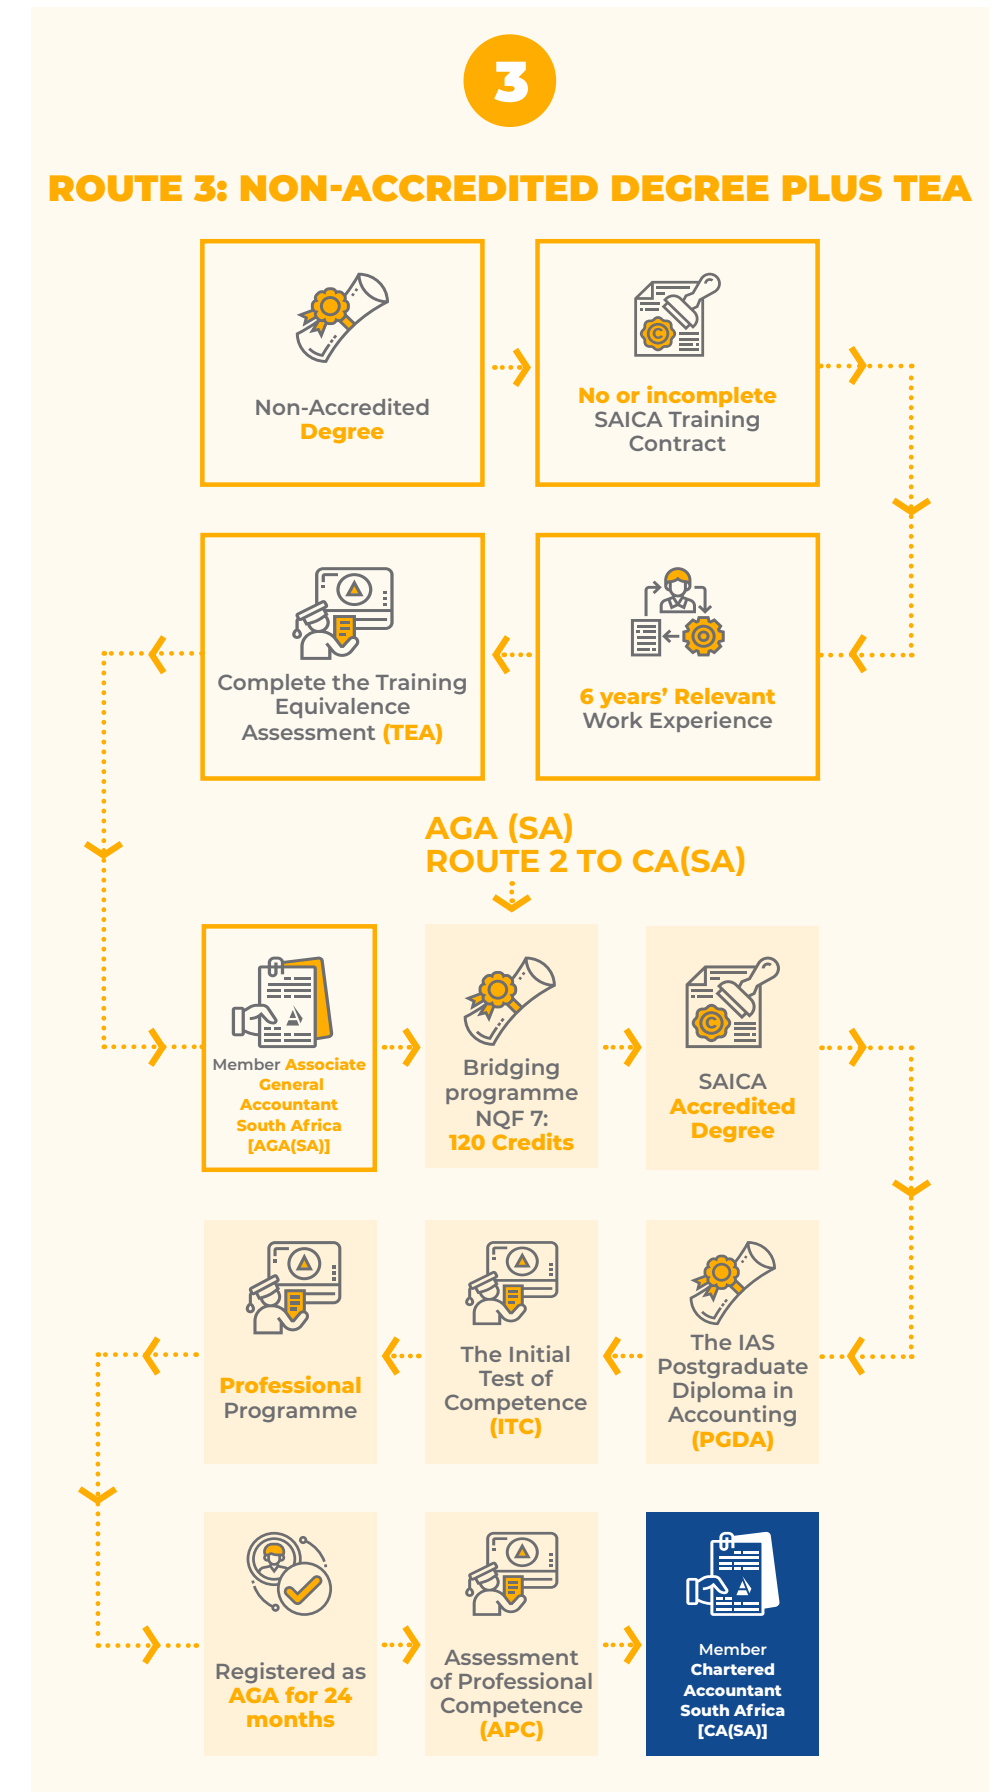 3
ROUTE 3: NON-ACCREDITED DEGREE PLUS TEA
Non-Accredited
Degree
No or incomplete
SAICA Training
Contract
6 years’ Relevant
Work Experience
Complete the Training
Equivalence
Assessment (TEA)
AGA (SA)
ROUTE 2 TO CA(SA)
Member Associate
General
Accountant
South Africa
[AGA(SA)]
Bridging
programme
NQF 7:
120 Credits
SAICA
Accredited
Degree
The IAS
Postgraduate
Diploma in
Accounting
(PGDA)
The Initial
Test of
Competence
(ITC)
Professional
Programme
Registered as
AGA for 24
months
Assessment
of Professional
Competence
(APC)
Member
Chartered
Accountant
South Africa
[CA(SA)]